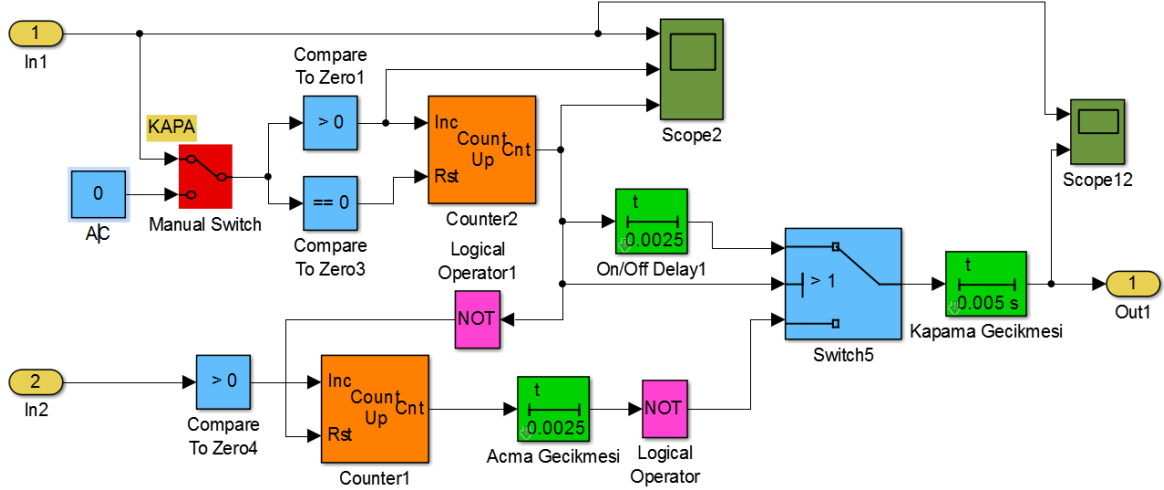 1
In1
Compare
To Zero1
> 0
KAPA
0
A|C
Manual Switch
== 0
Compare
To Zero3
Inc
Rst
Count
Up
Cnt
Counter2
Scope2
Scope12
t
0.0025
On/Off Delay1
Logical
Operator1
NOT
> 1
Switch5
t
0.005 s
Kapama Gecikmesi
1
Out1
2
In2
> 0
Compare
To Zero4
Inc
Rst
Count
Up
Cnt
Counter1
t
0.0025
Acma Gecikmesi
NOT
Logical
Operator